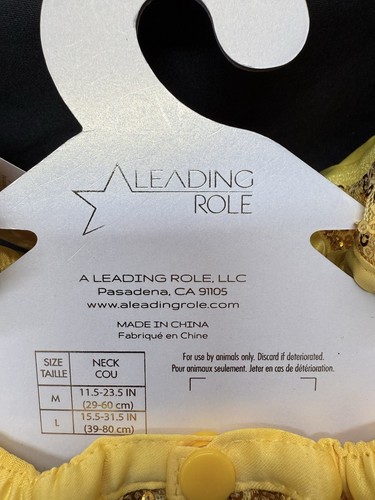 A LEADING
ROLE
A LEADING ROLE, LLC
Pasadena, CA 91105
www.aleadingrole.com
MADE IN CHINA
Fabriqué en Chine
SIZE NECK
TAILLE COU
M 11.5-23.5 IN
(29-60 cm)
L 15.5-31.5 IN
(39-80 cm)
For use by animals only. Discard if deteriorated.
Pour animaux seulement. Jeter en cas de détérioration.